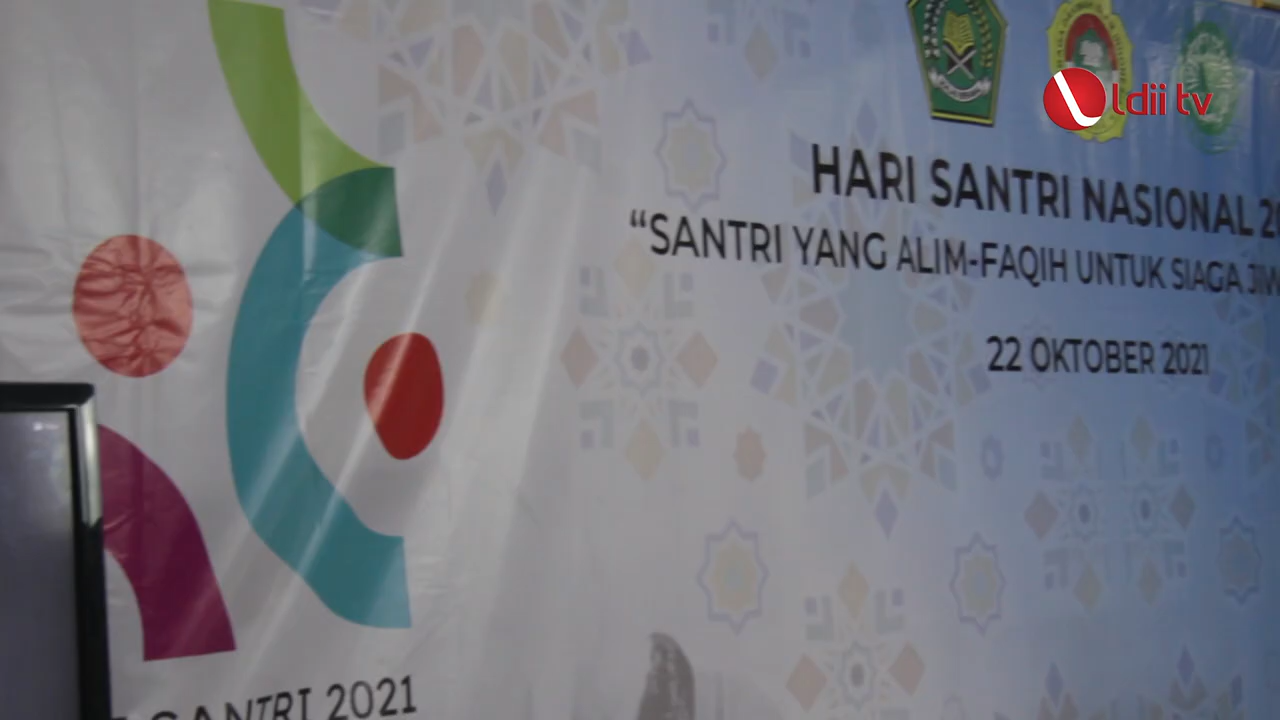 ldii tv
HARI SANTRI NASIONAL
“SANTRI YANG ALIM-FAQIH UNTUK SIAGA
22 OKTOBER 2021
SANTRI 2021